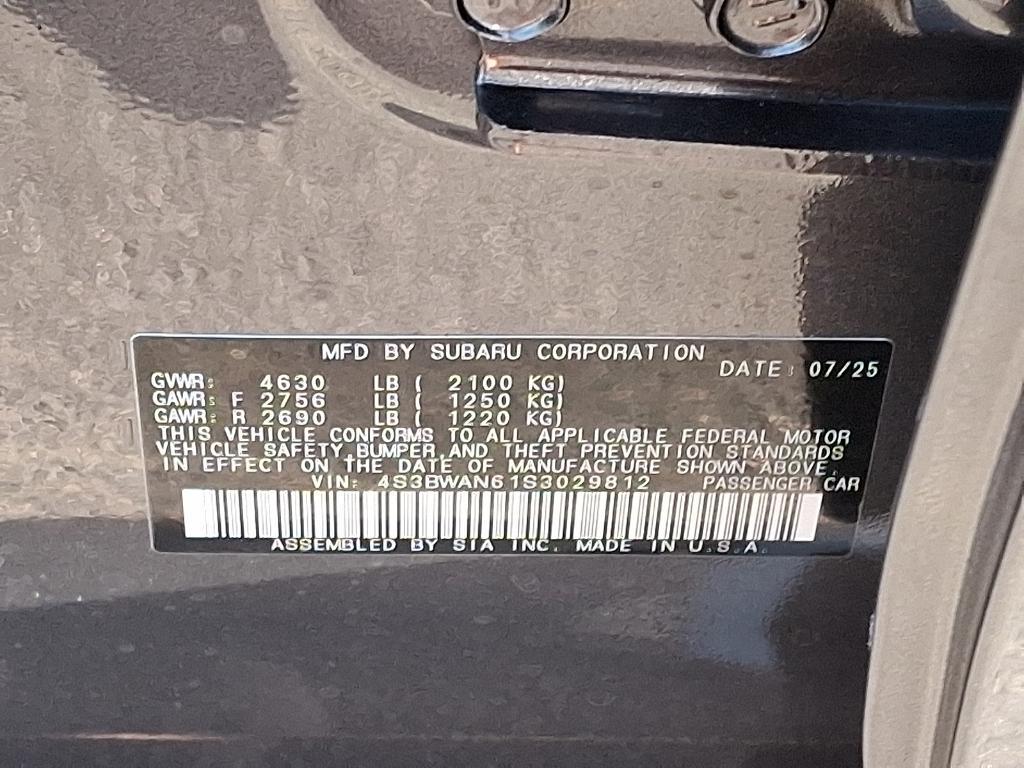 MFD BY SUBARU CORPORATION
DATE: 07/25
GVWR: 4630 LB ( 2100 KG)
GAWR: F 2756 LB ( 1250 KG)
GAWR: R 2690 LB ( 1220 KG)
THIS VEHICLE CONFORMS TO ALL APPLICABLE FEDERAL MOTOR
VEHICLE SAFETY,BUMPER,AND THEFT PREVENTION STANDARDS
IN EFFECT ON THE DATE OF MANUFACTURE SHOWN ABOVE.
VIN: 4S3BWAN61S3029812 PASSENGER CAR
ASSEMBLED BY SIA INC. MADE IN U.S.A.